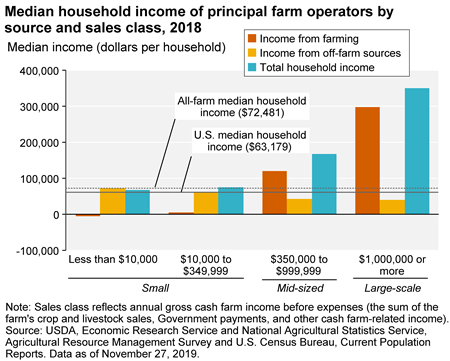 Median household income of principal farm operators by
source and sales class, 2018
Median income (dollars per household)
Income from farming
Income from off-farm sources
Total household income
400,000
300,000
200,000
100,000
0
-100,000
All-farm median household
income ($72,481)
U.S. median household
income ($63,179)
Less than $10,000
$10,000 to
$349,999
$350,000 to
$999,999
$1,000,000 or
more
Small
Mid-sized
Large-scale
Note: Sales class reflects annual gross cash farm income before expenses (the sum of the
farm's crop and livestock sales, Government payments, and other cash farm-related income).
Source: USDA, Economic Research Service and National Agricultural Statistics Service,
Agricultural Resource Management Survey and U.S. Census Bureau, Current Population
Reports. Data as of November 27, 2019.